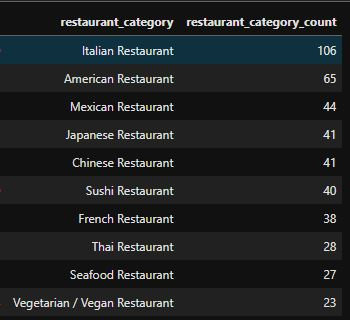 restaurant_category restaurant_category_count
Italian Restaurant 106
American Restaurant 65
Mexican Restaurant 44
Japanese Restaurant 41
Chinese Restaurant 41
Sushi Restaurant 40
French Restaurant 38
Thai Restaurant 28
Seafood Restaurant 27
Vegetarian / Vegan Restaurant 23